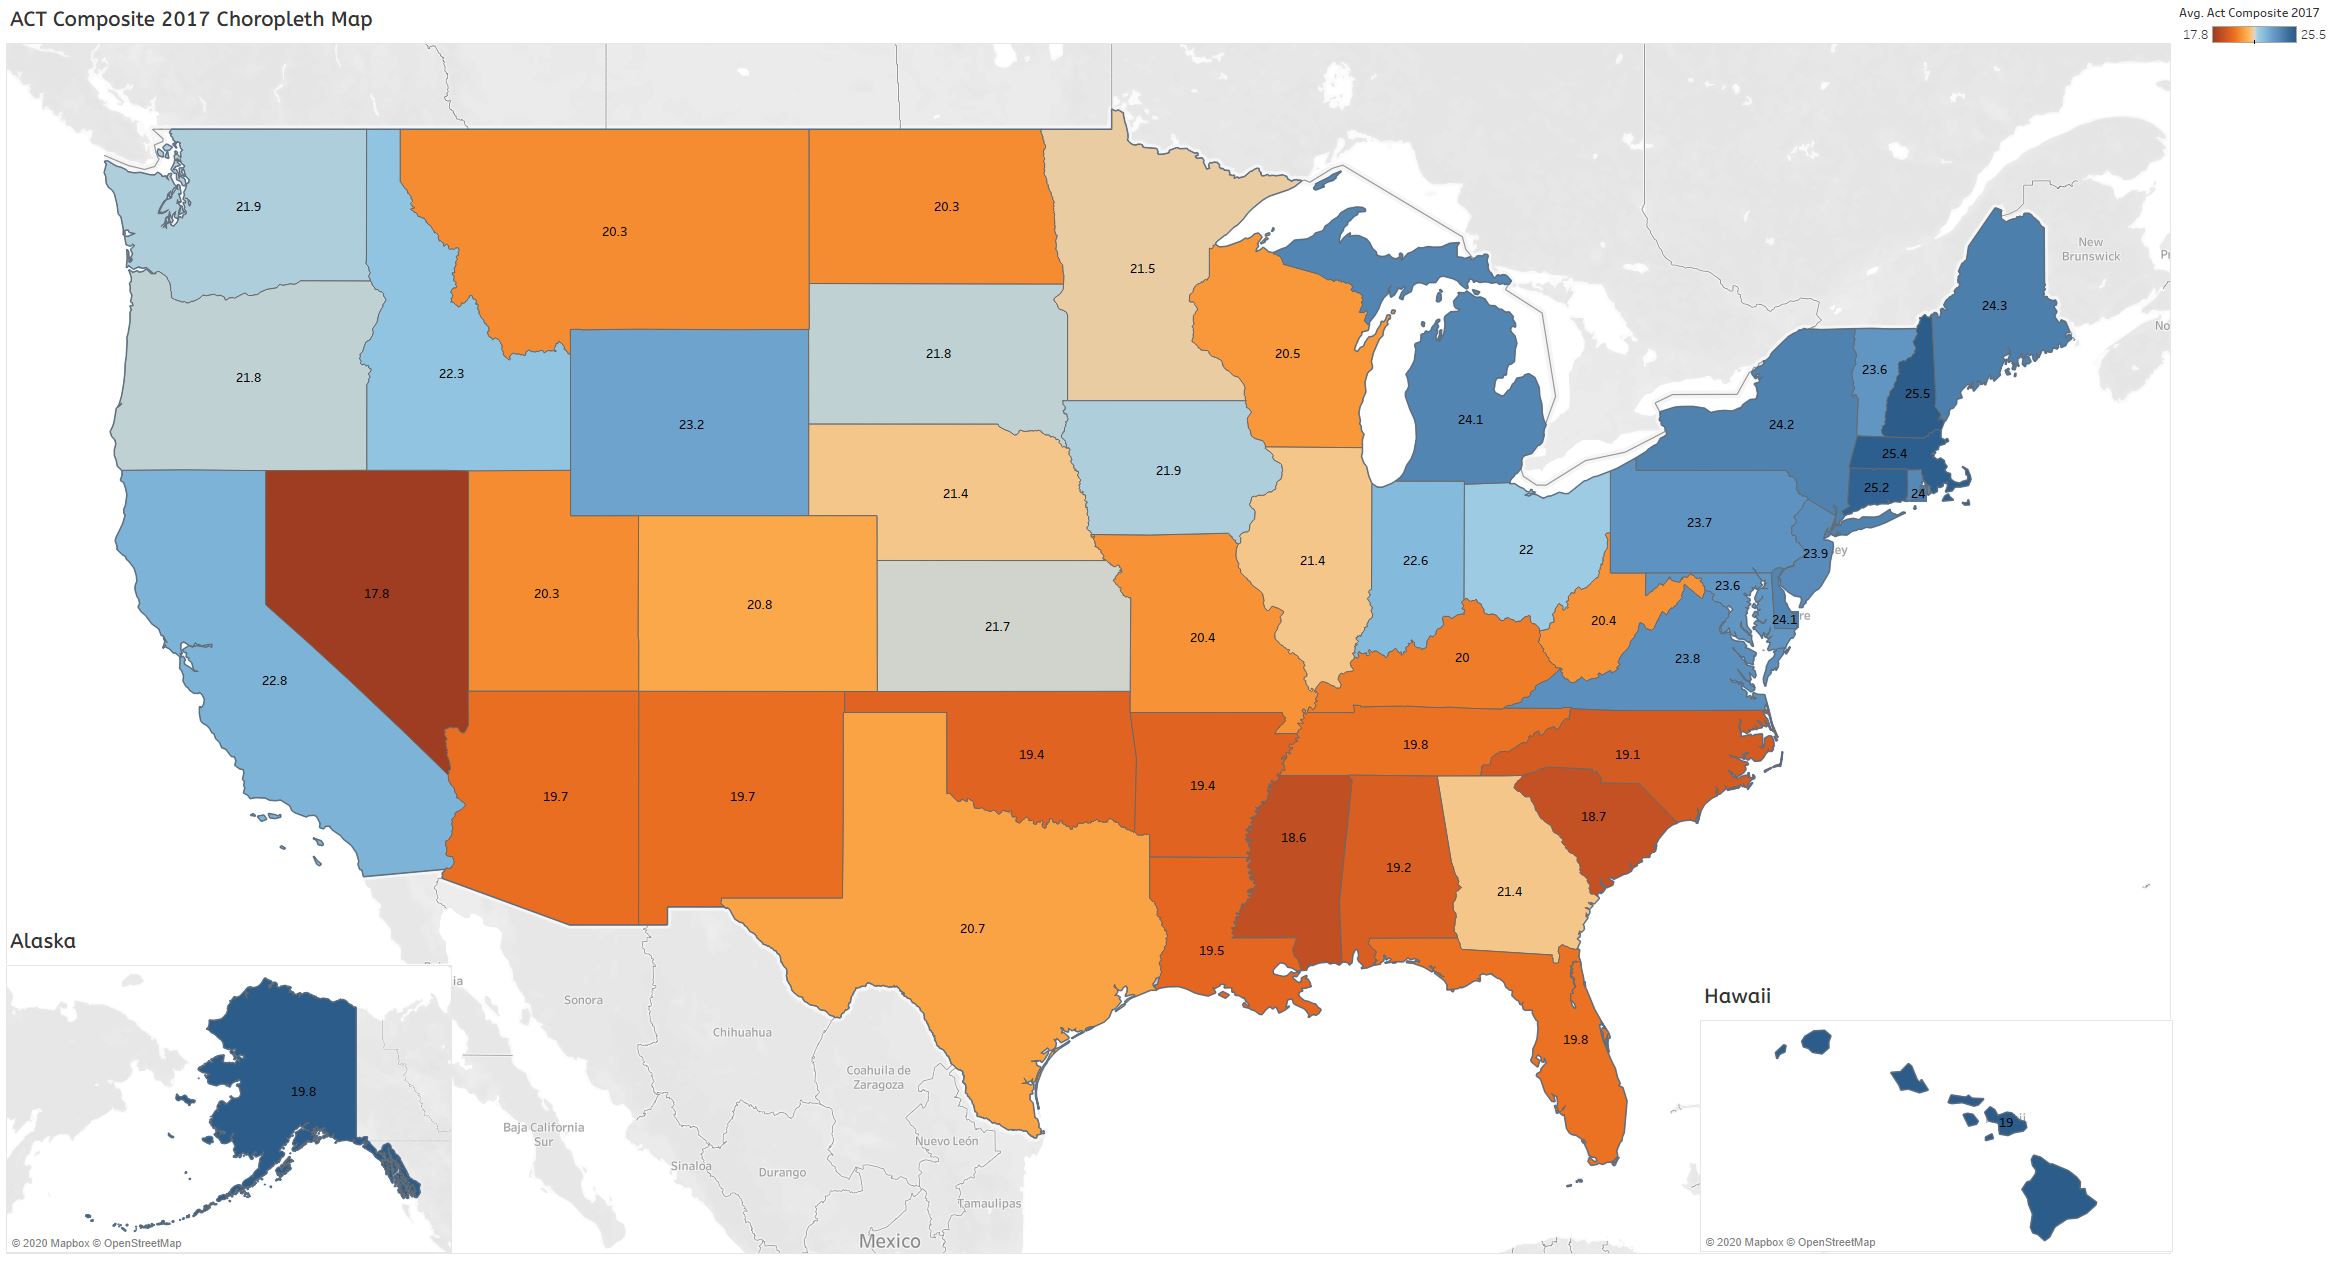 ACT Composite 2017 Choropleth Map
Avg. Act Composite 2017
17.8
25.5
21.9
20.3
20.3
21.5
New
Brunswick
24.3
No
21.8
22.3
23.2
21.8
20.5
24.1
24.2
23.6
25.5
25.4
25.2
24
21.9
21.4
23.7
17.8
20.3
20.8
21.7
21.4
22.6
22
23.9
ey
23.6
24.1
re
20.4
20.4
23.8
20
22.8
19.7
19.7
19.4
19.4
19.8
19.1
18.7
18.6
19.2
21.4
20.7
19.5
19.8
Alaska
ia
Sonora
Chihuahua
Coahuila de
Zaragoza
Baja California
Sur
Nuevo León
Sinaloa
Durango
Tamaulipas
Mexico
19.8
© 2020 Mapbox © OpenStreetMap
Hawaii
19
© 2020 Mapbox © OpenStreetMap